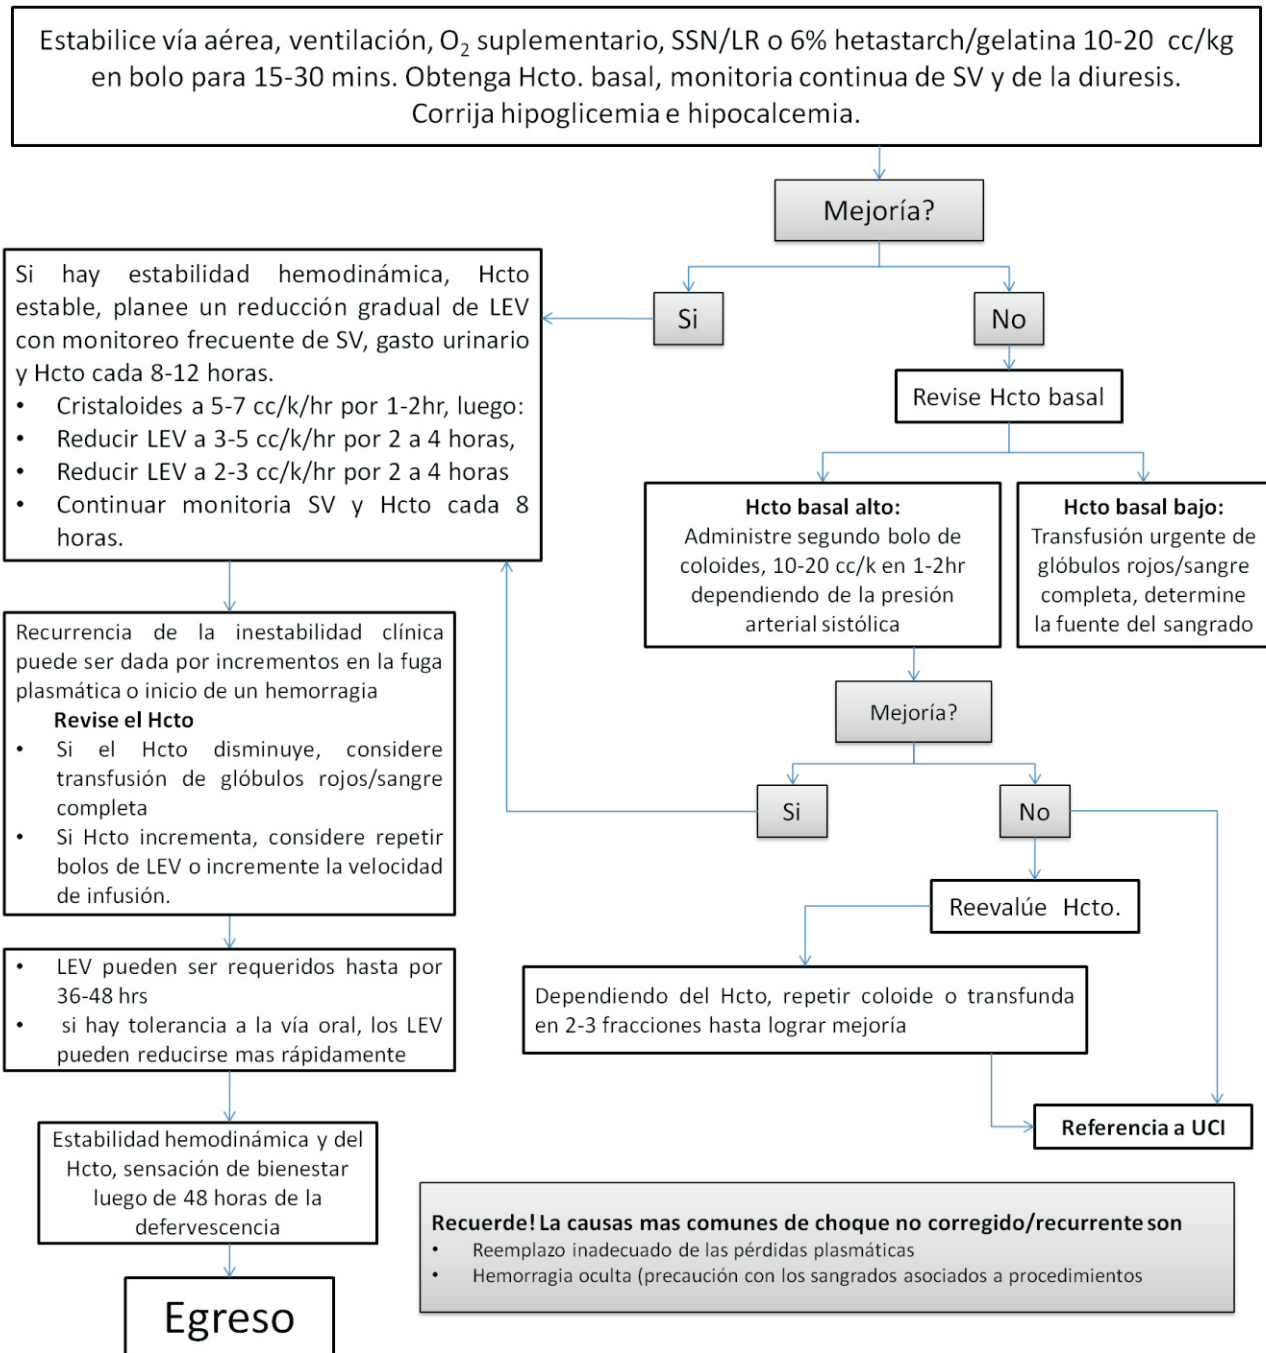 Estabilice vía aérea, ventilación, O₂ suplementario, SSN/LR o 6% hetastarch/gelatina 10-20 cc/kg
en bolo para 15-30 mins. Obtenga Hcto. basal, monitoria continua de SV y de la diuresis.
Corrija hipoglicemia e hipocalcemia.
Mejoría?
Si
No
Si hay estabilidad hemodinámica, Hcto
estable, planee un reducción gradual de LEV
con monitoreo frecuente de SV, gasto urinario
y Hcto cada 8-12 horas.
• Cristaloides a 5-7 cc/k/hr por 1-2hr, luego:
• Reducir LEV a 3-5 cc/k/hr por 2 a 4 horas,
• Reducir LEV a 2-3 cc/k/hr por 2 a 4 horas
• Continuar monitoria SV y Hcto cada 8
horas.
Revise Hcto basal
Hcto basal alto:
Administre segundo bolo de
coloides, 10-20 cc/k en 1-2hr
dependiendo de la presión
arterial sistólica
Hcto basal bajo:
Transfusión urgente de
glóbulos rojos/sangre
completa, determine
la fuente del sangrado
Recurrencia de la inestabilidad clínica
puede ser dada por incrementos en la fuga
plasmática o inicio de un hemorragia
Revise el Hcto
• Si el Hcto disminuye, considere
transfusión de glóbulos rojos/sangre
completa
• Si Hcto incrementa, considere repetir
bolos de LEV o incremente la velocidad
de infusión.
Mejoría?
Si
No
Reevalúe Hcto.
Dependiendo del Hcto, repetir coloide o transfunda
en 2-3 fracciones hasta lograr mejoría
• LEV pueden ser requeridos hasta por
36-48 hrs
• si hay tolerancia a la vía oral, los LEV
pueden reducirse mas rápidamente
Referencia a UCI
Estabilidad hemodinámica y del
Hcto, sensación de bienestar
luego de 48 horas de la
defervescencia
Recuerde! La causas mas comunes de choque no corregido/recurrente son
• Reemplazo inadecuado de las pérdidas plasmáticas
• Hemorragia oculta (precaución con los sangrados asociados a procedimientos
Egreso